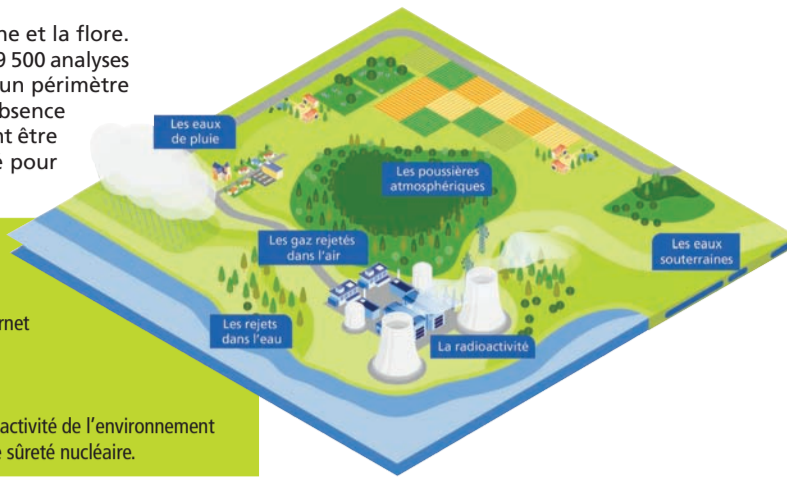 ne et la flore.
9 500 analyses
un périmètre
bsence
nt être
e pour
Les eaux
de pluie
Les poussières
atmosphériques
Les gaz rejetés
dans l'air
Les eaux
souterraines
Les rejets
dans l'eau
La radioactivité
rnet
activité de l'environnement
sûreté nucléaire.